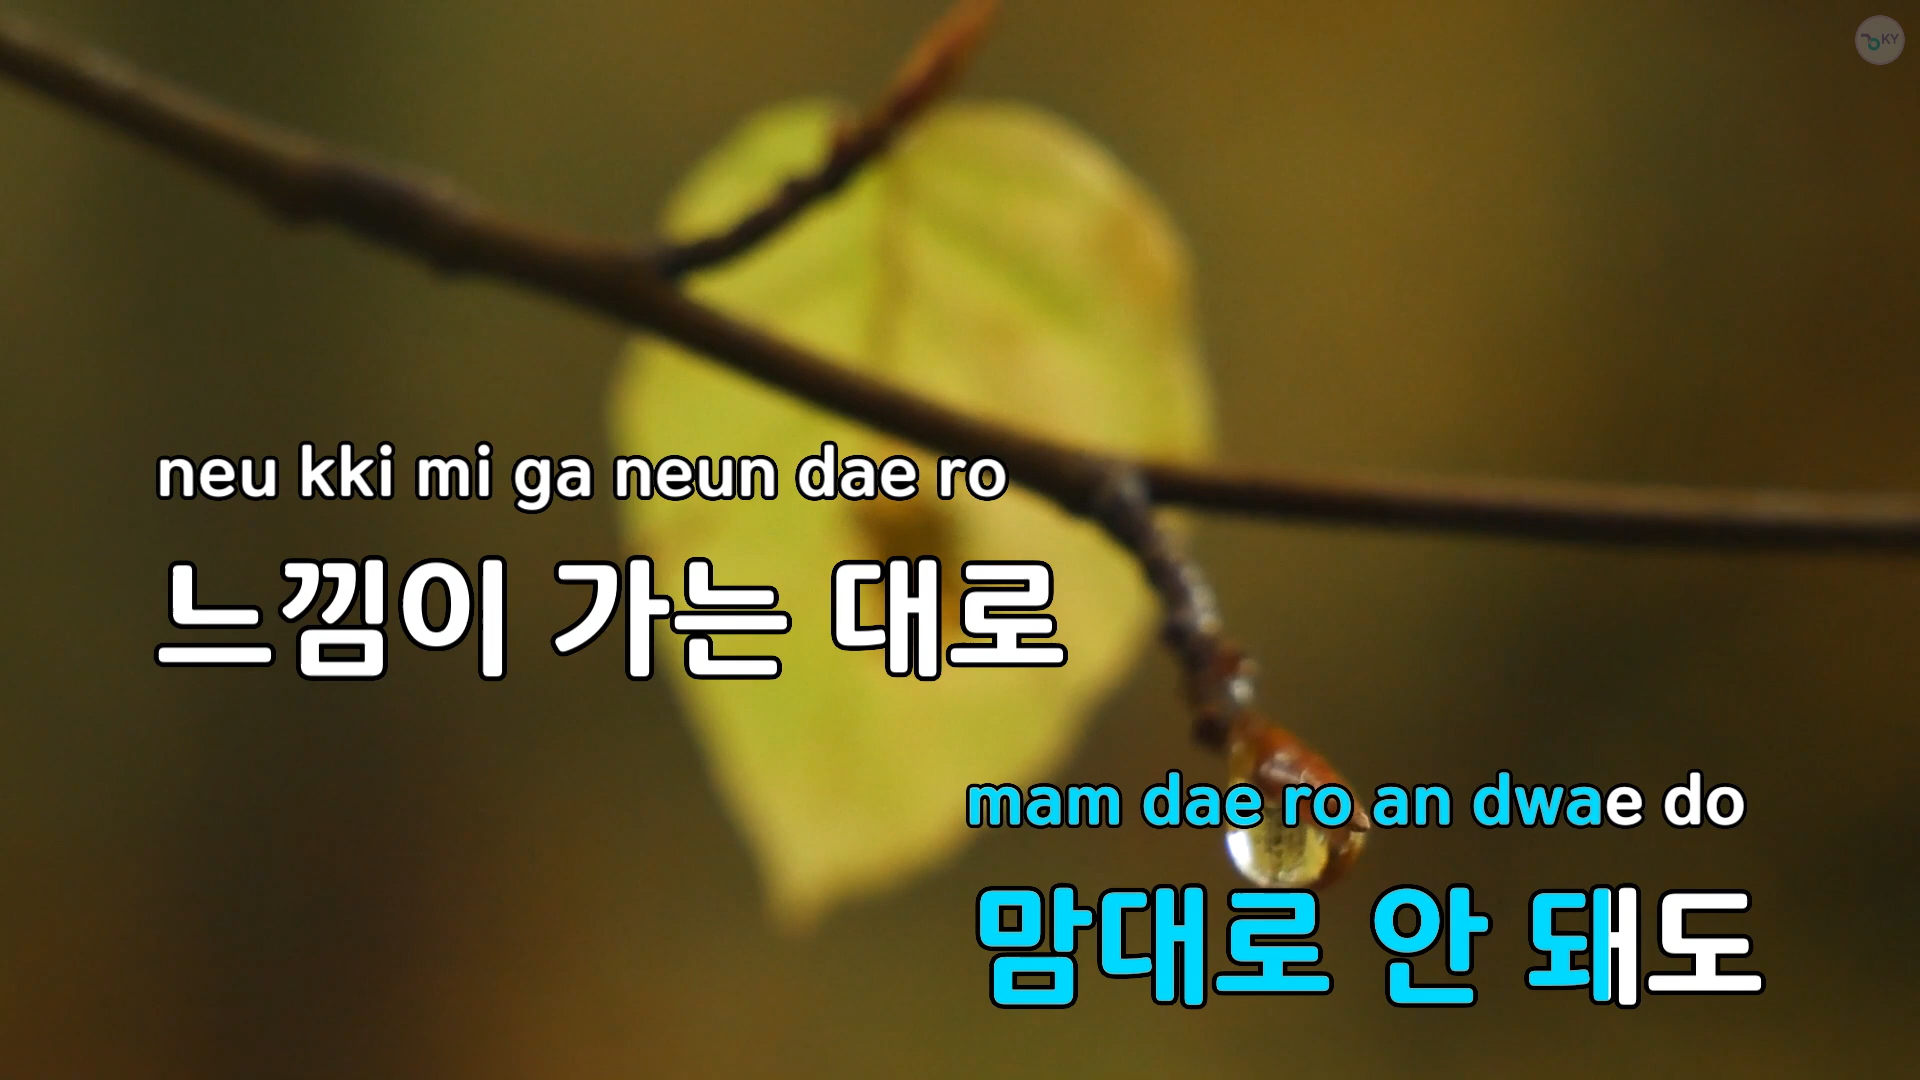 KY
neu kki mi ga neun dae ro
느낌이 가는 대로
mam dae ro an dwae do
맘대로 안 돼도